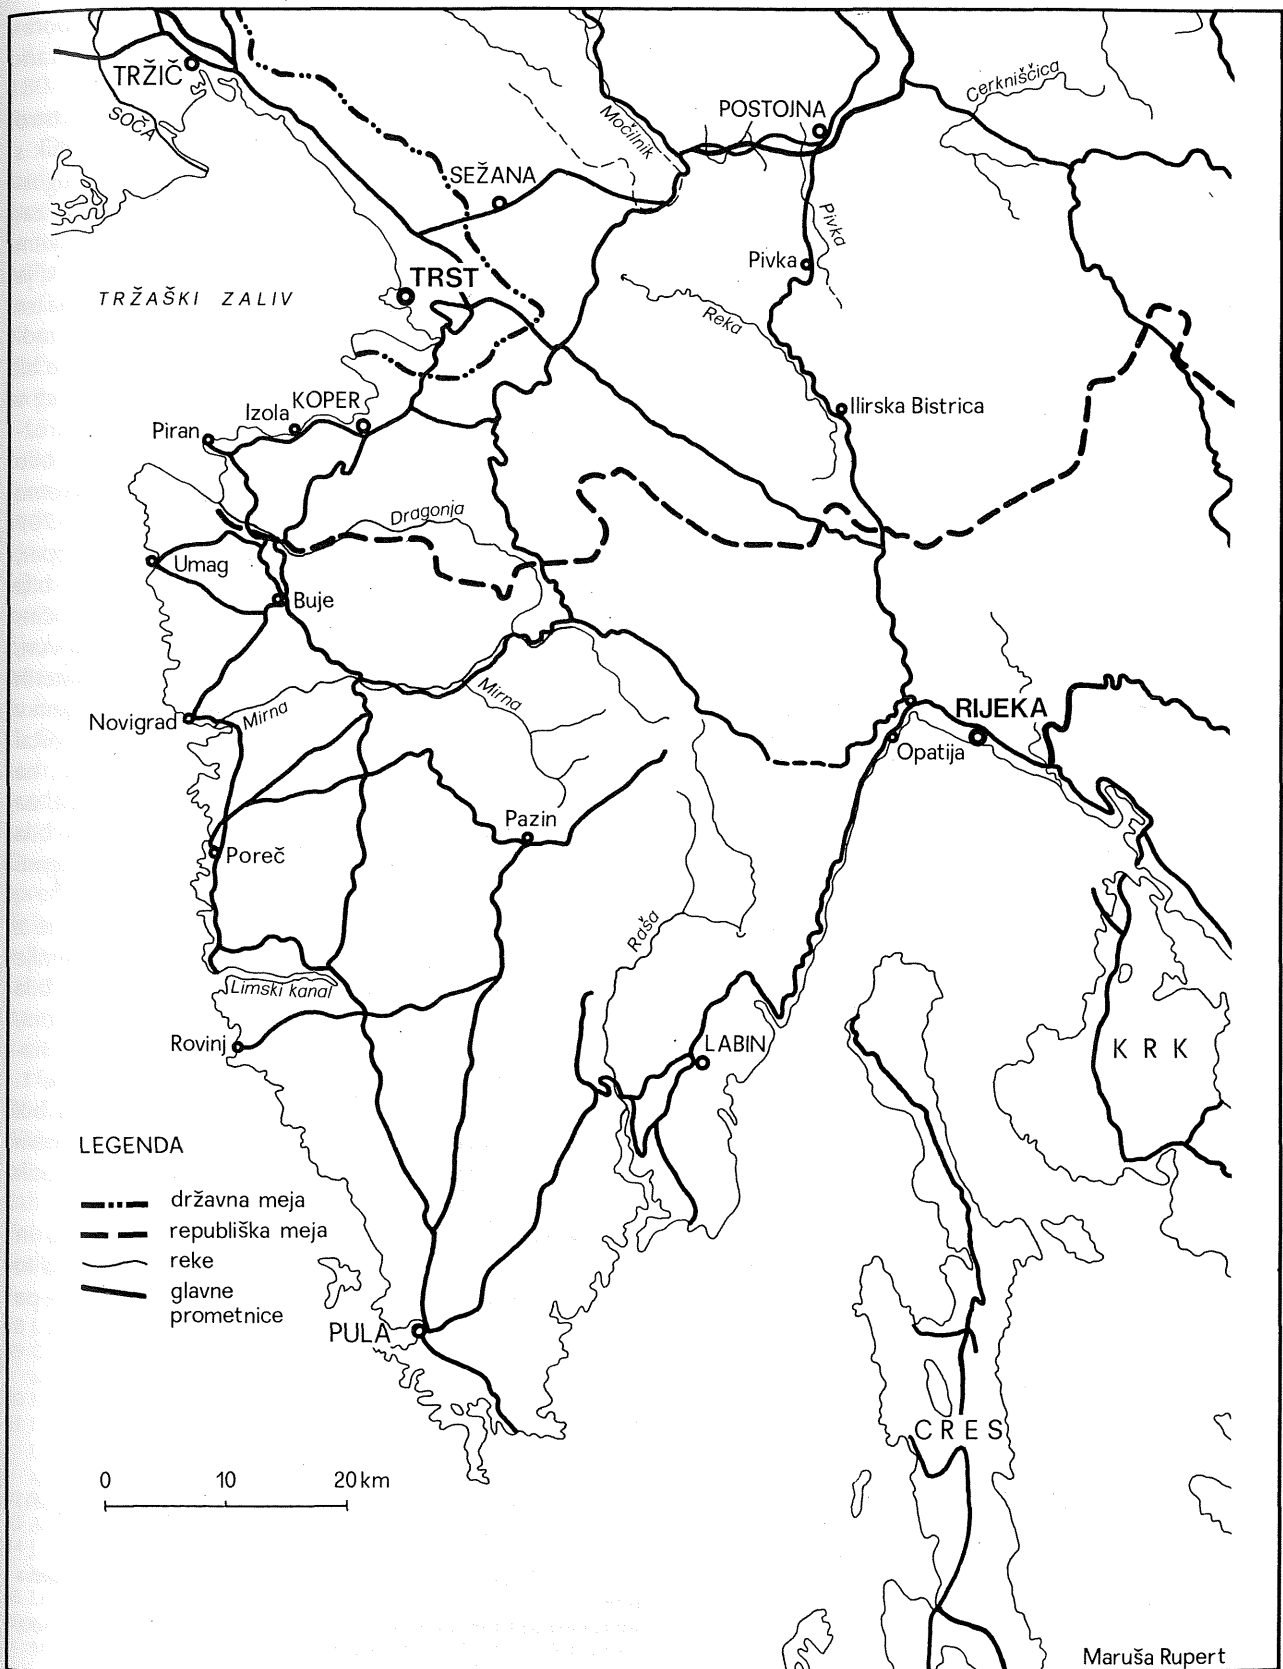 TRŽIČ
SOČA
Močilnik
POSTOJNA
Cerkniščica
SEŽANA
Pivka
Pivka
TRST
TRŽAŠKI ZALIV
Reka
Izola
KOPER
Piran
Ilirska Bistrica
Dragonja
Umag
Buje
Mirna
Novigrad
Mirna
RIJEKA
Opatija
Pazin
Poreč
Raša
Limski kanal
Rovinj
LABIN
KRK
LEGENDA
državna meja
republiška meja
reke
glavne
prometnice
PULA
CRES
0 10 20 km
Maruša Rupert